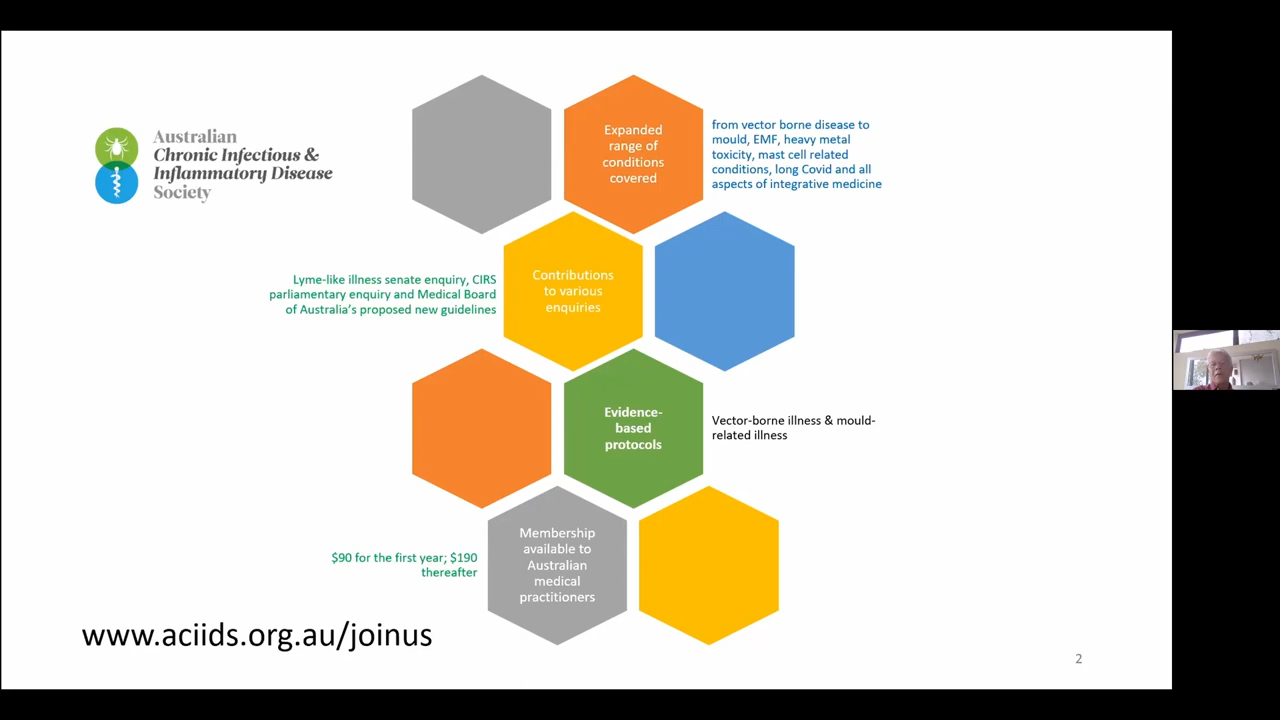 Australian
Chronic Infectious &
Inflammatory Disease
Society
Expanded
range of
conditions
covered
from vector borne disease to
mould, EMF, heavy metal
toxicity, mast cell related
conditions, long Covid and all
aspects of integrative medicine
Lyme-like illness senate enquiry, CIRS
parliamentary enquiry and Medical Board
of Australia's proposed new guidelines
Contributions
to various
enquiries
Evidence-
based
protocols
Vector-borne illness & mould-
related illness
$90 for the first year; $190
thereafter
Membership
available to
Australian
medical
practitioners
www.aciids.org.au/joinus
2